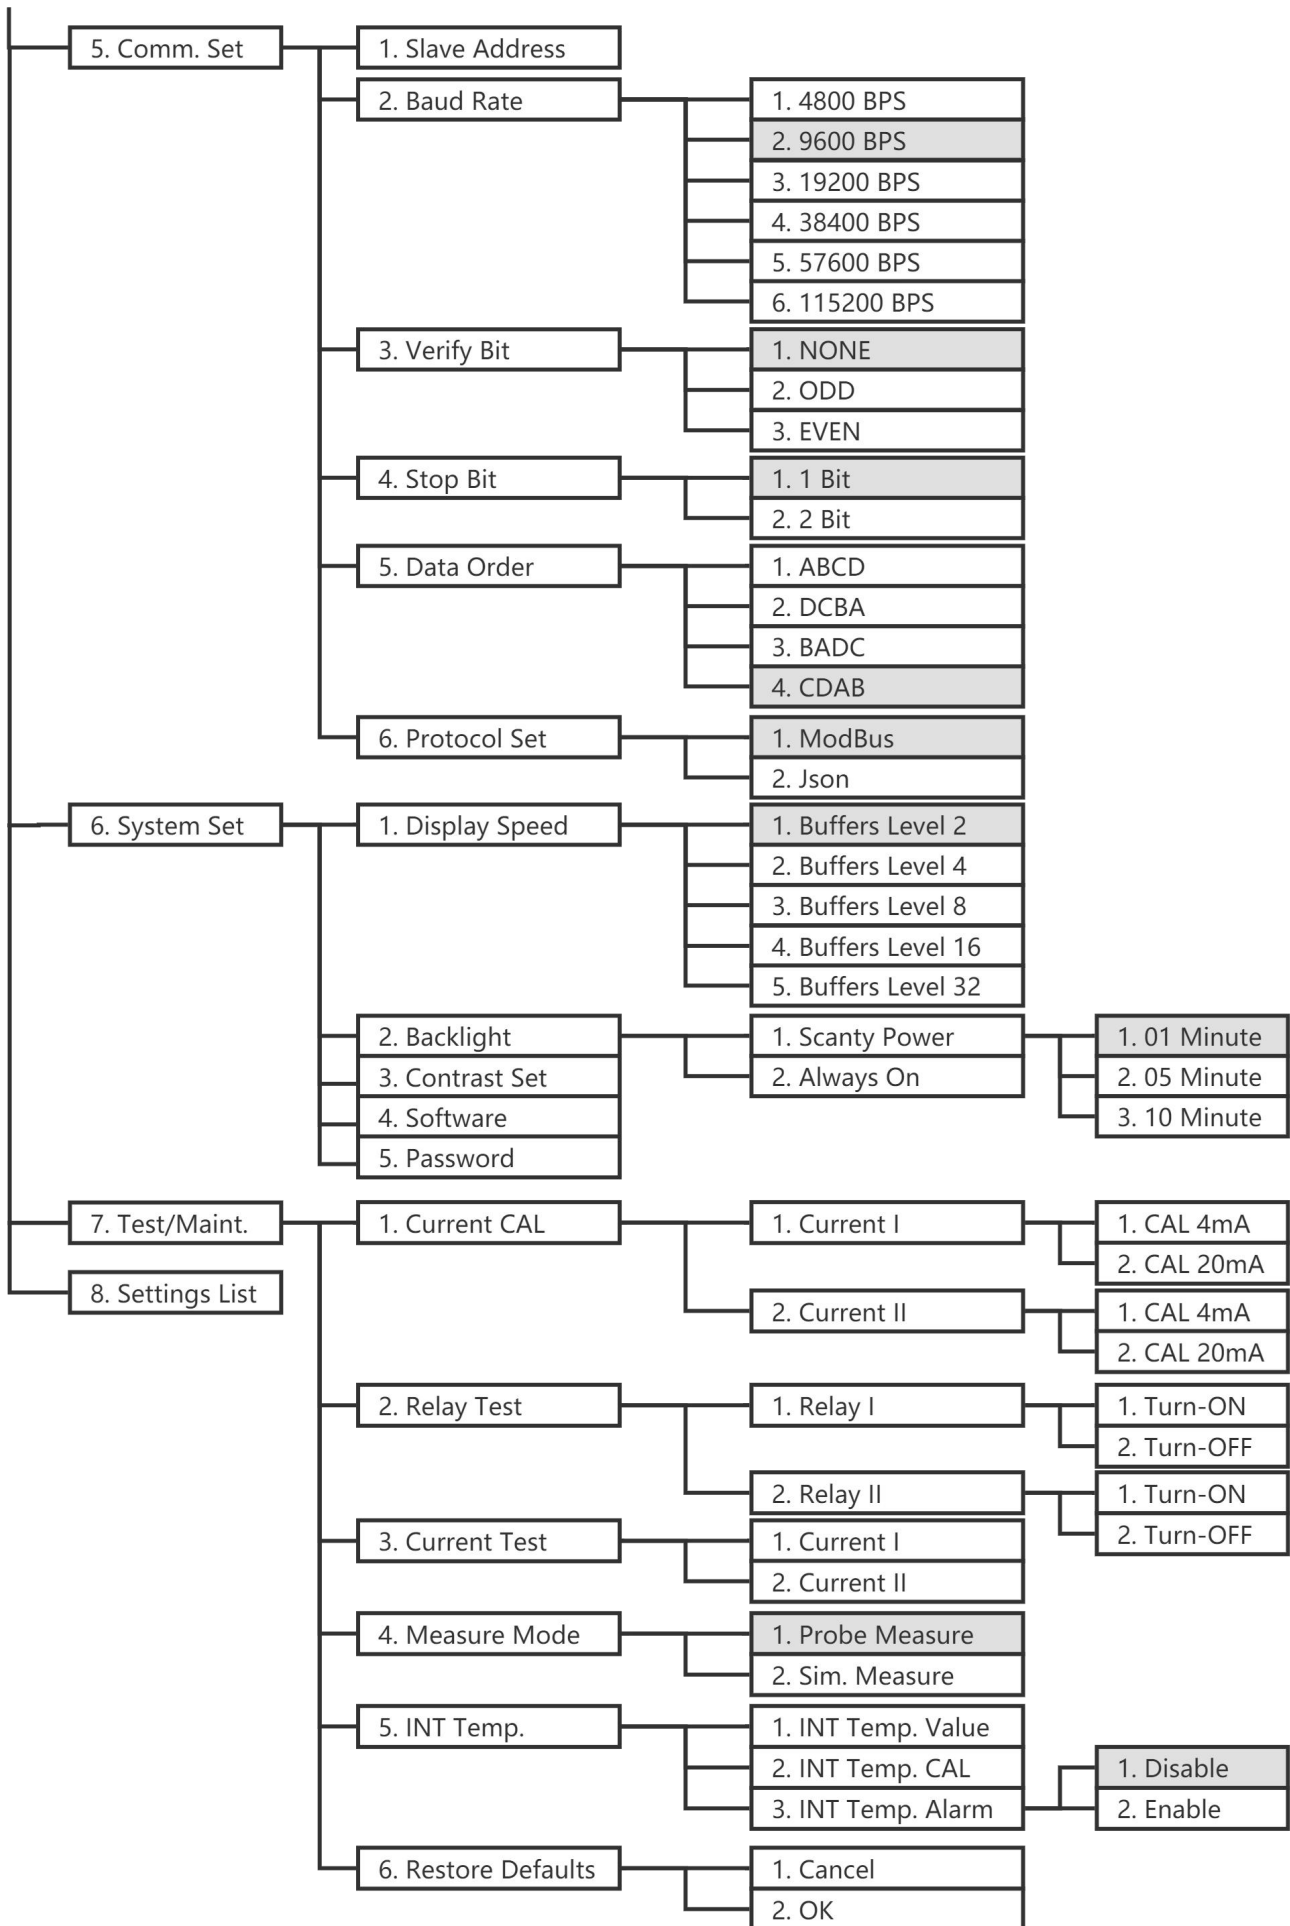 5. Comm. Set
1. Slave Address
2. Baud Rate
1. 4800 BPS
2. 9600 BPS
3. 19200 BPS
4. 38400 BPS
5. 57600 BPS
6. 115200 BPS
3. Verify Bit
1. NONE
2. ODD
3. EVEN
4. Stop Bit
1. 1 Bit
2. 2 Bit
5. Data Order
1. ABCD
2. DCBA
3. BADC
4. CDAB
6. Protocol Set
1. ModBus
2. Json
6. System Set
1. Display Speed
1. Buffers Level 2
2. Buffers Level 4
3. Buffers Level 8
4. Buffers Level 16
5. Buffers Level 32
2. Backlight
1. Scanty Power
1. 01 Minute
2. 05 Minute
3. 10 Minute
2. Always On
3. Contrast Set
4. Software
5. Password
7. Test/Maint.
1. Current CAL
1. Current I
1. CAL 4mA
2. CAL 20mA
2. Current II
1. CAL 4mA
2. CAL 20mA
2. Relay Test
1. Relay I
1. Turn-ON
2. Turn-OFF
2. Relay II
1. Turn-ON
2. Turn-OFF
3. Current Test
1. Current I
2. Current II
4. Measure Mode
1. Probe Measure
2. Sim. Measure
5. INT Temp.
1. INT Temp. Value
2. INT Temp. CAL
3. INT Temp. Alarm
1. Disable
2. Enable
6. Restore Defaults
1. Cancel
2. OK
8. Settings List